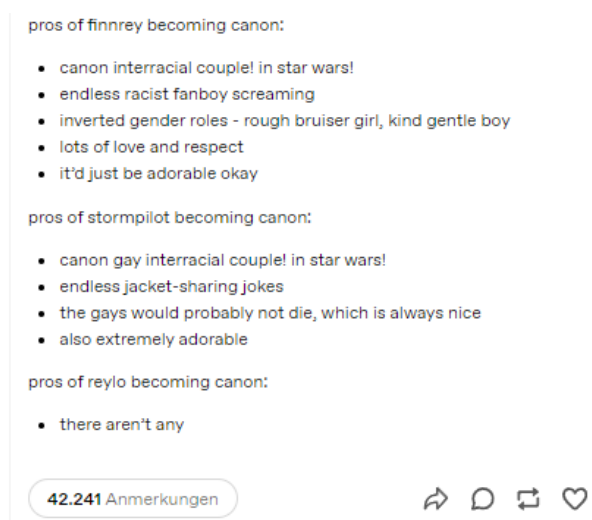 pros of finnrey becoming canon:
• canon interracial couple! in star wars!
• endless racist fanboy screaming
• inverted gender roles - rough bruiser girl, kind gentle boy
• lots of love and respect
• it'd just be adorable okay
pros of stormpilot becoming canon:
• canon gay interracial couple! in star wars!
• endless jacket-sharing jokes
• the gays would probably not die, which is always nice
• also extremely adorable
pros of reylo becoming canon:
• there aren't any
42.241 Anmerkungen